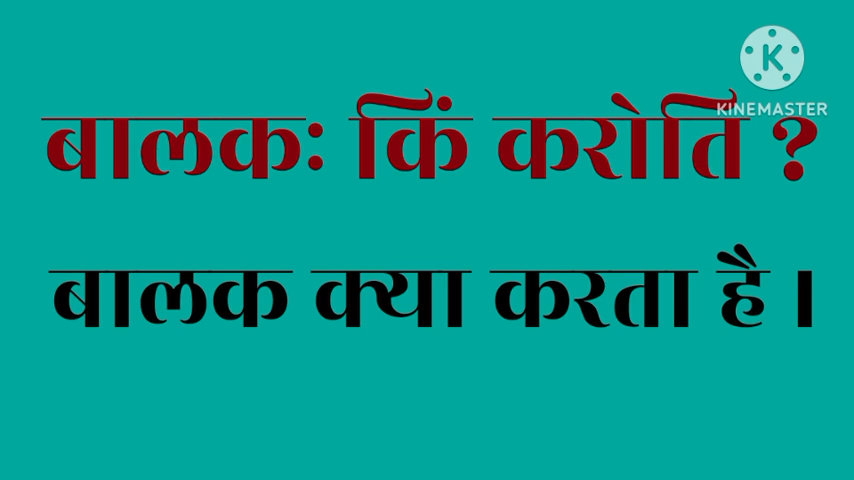 KINEMASTER
बालकः किं करोति ?
बालक क्या करता है ।